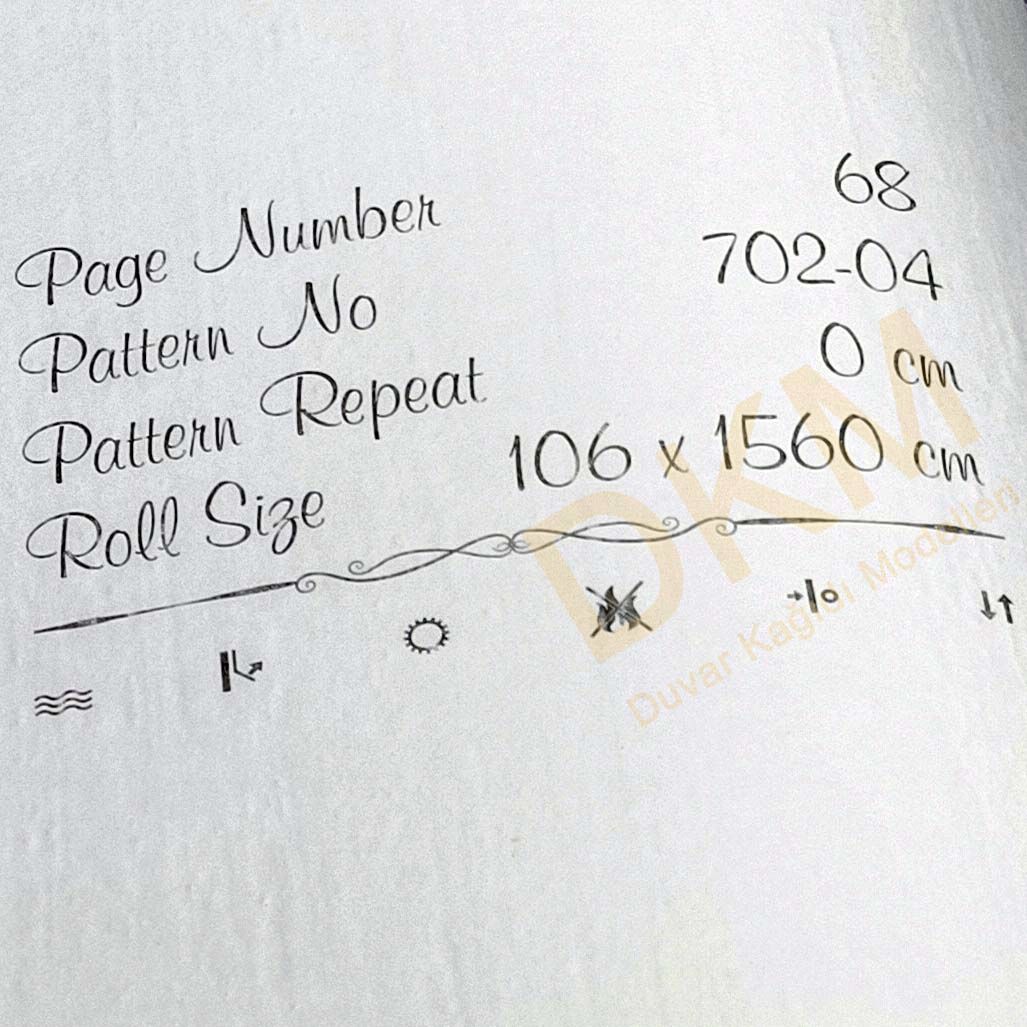 Page Number 68
Pattern No 702-04
Pattern Repeat 0 cm
Roll Size 106 x 1560 cm
DKM
Duvar Kağıdı Modelleri